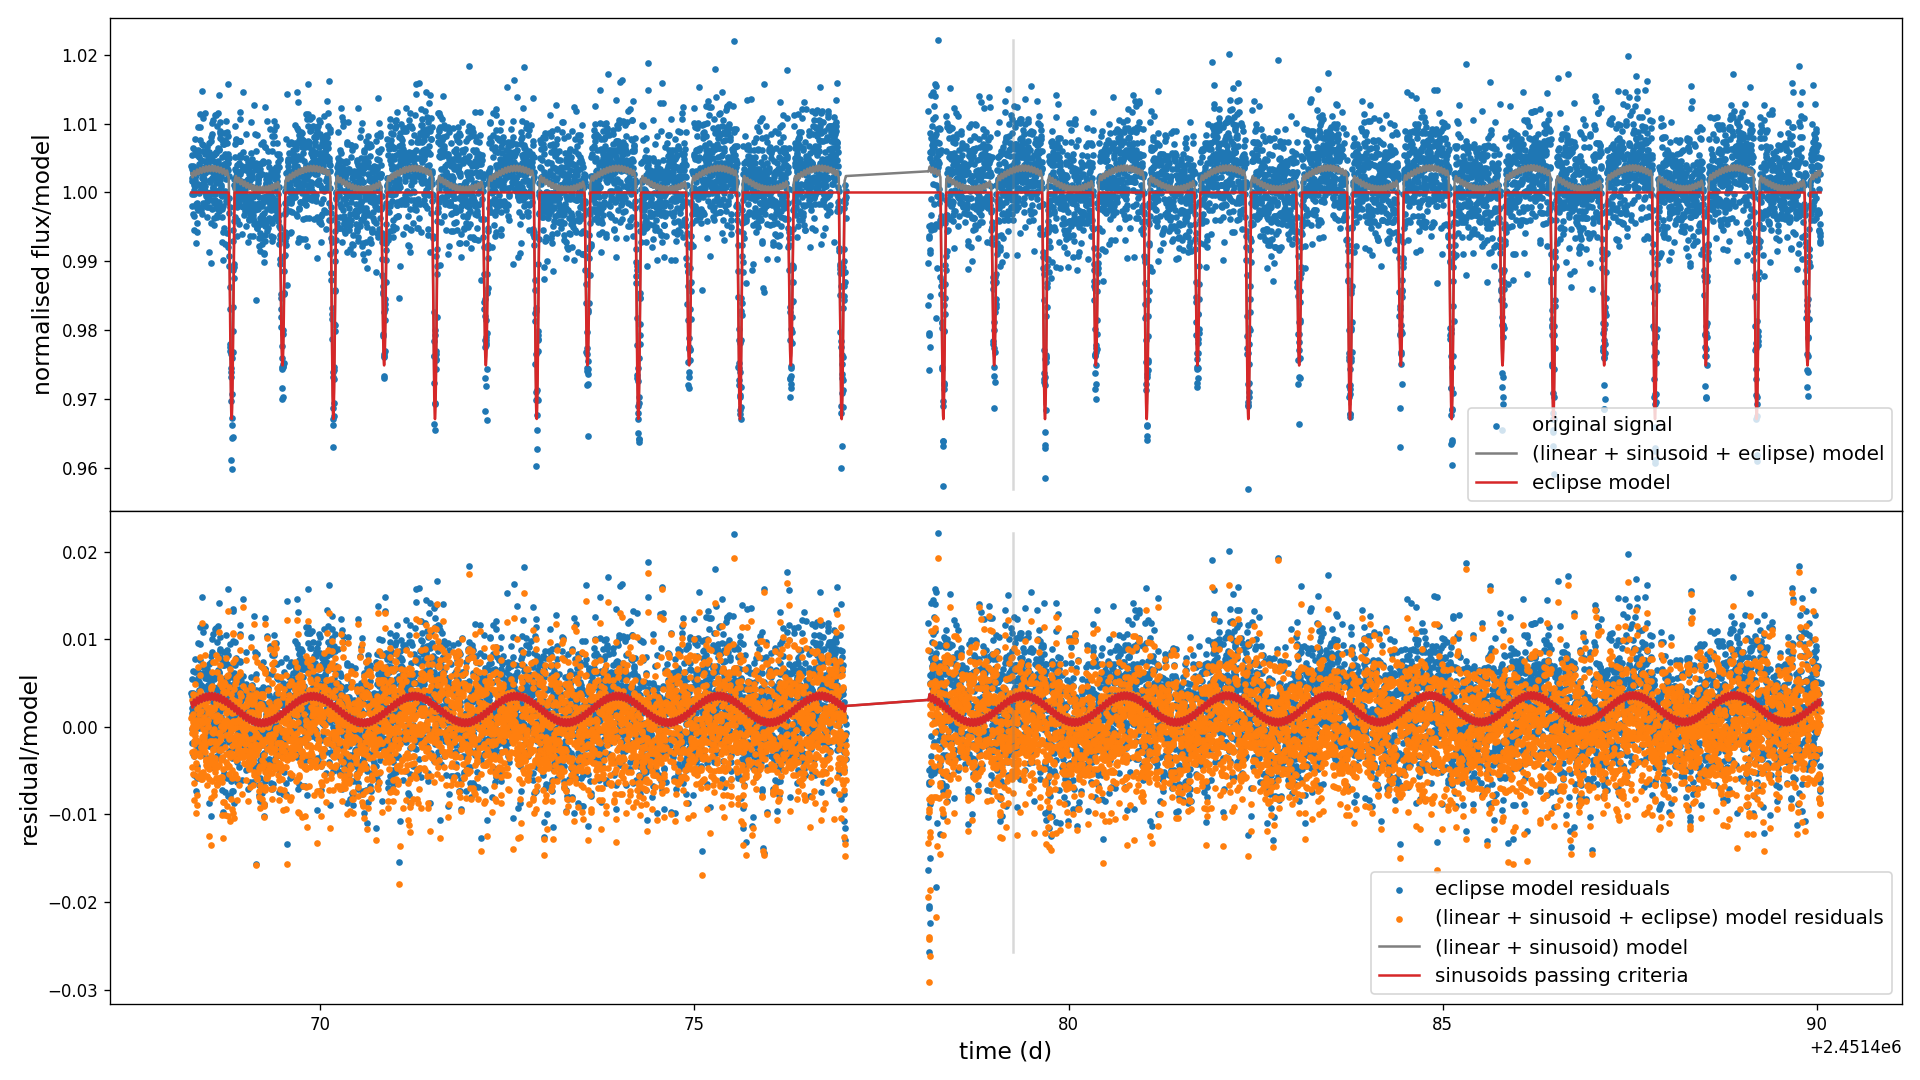 normalised flux/model
1.02
1.01
1.00
0.99
0.98
0.97
0.96
original signal
(linear + sinusoid + eclipse) model
eclipse model
residual/model
0.02
0.01
0.00
−0.01
−0.02
−0.03
eclipse model residuals
(linear + sinusoid + eclipse) model residuals
(linear + sinusoid) model
sinusoids passing criteria
70 75 80 85 90
time (d)
+2.4514e6